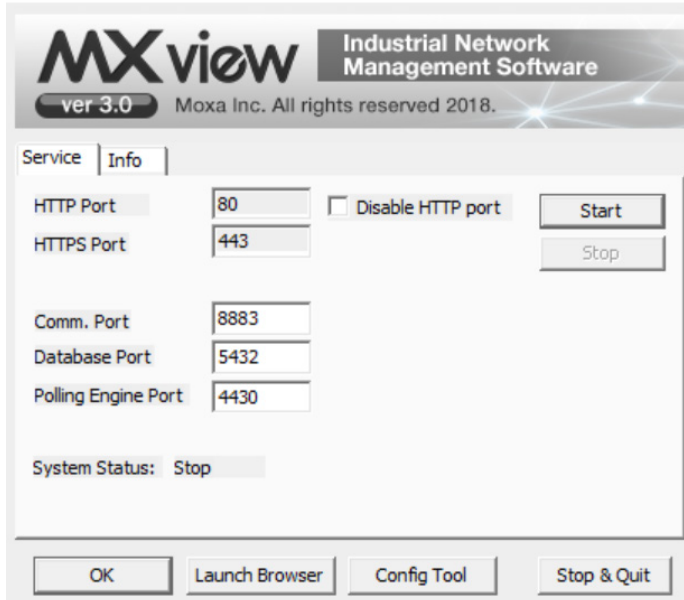 MXview
Industrial Network
Management Software
ver 3.0 Moxa Inc. All rights reserved 2018.
Service Info
HTTP Port 80 Disable HTTP port Start
HTTPS Port 443 Stop
Comm. Port 8883
Database Port 5432
Polling Engine Port 4430
System Status: Stop
OK Launch Browser Config Tool Stop & Quit